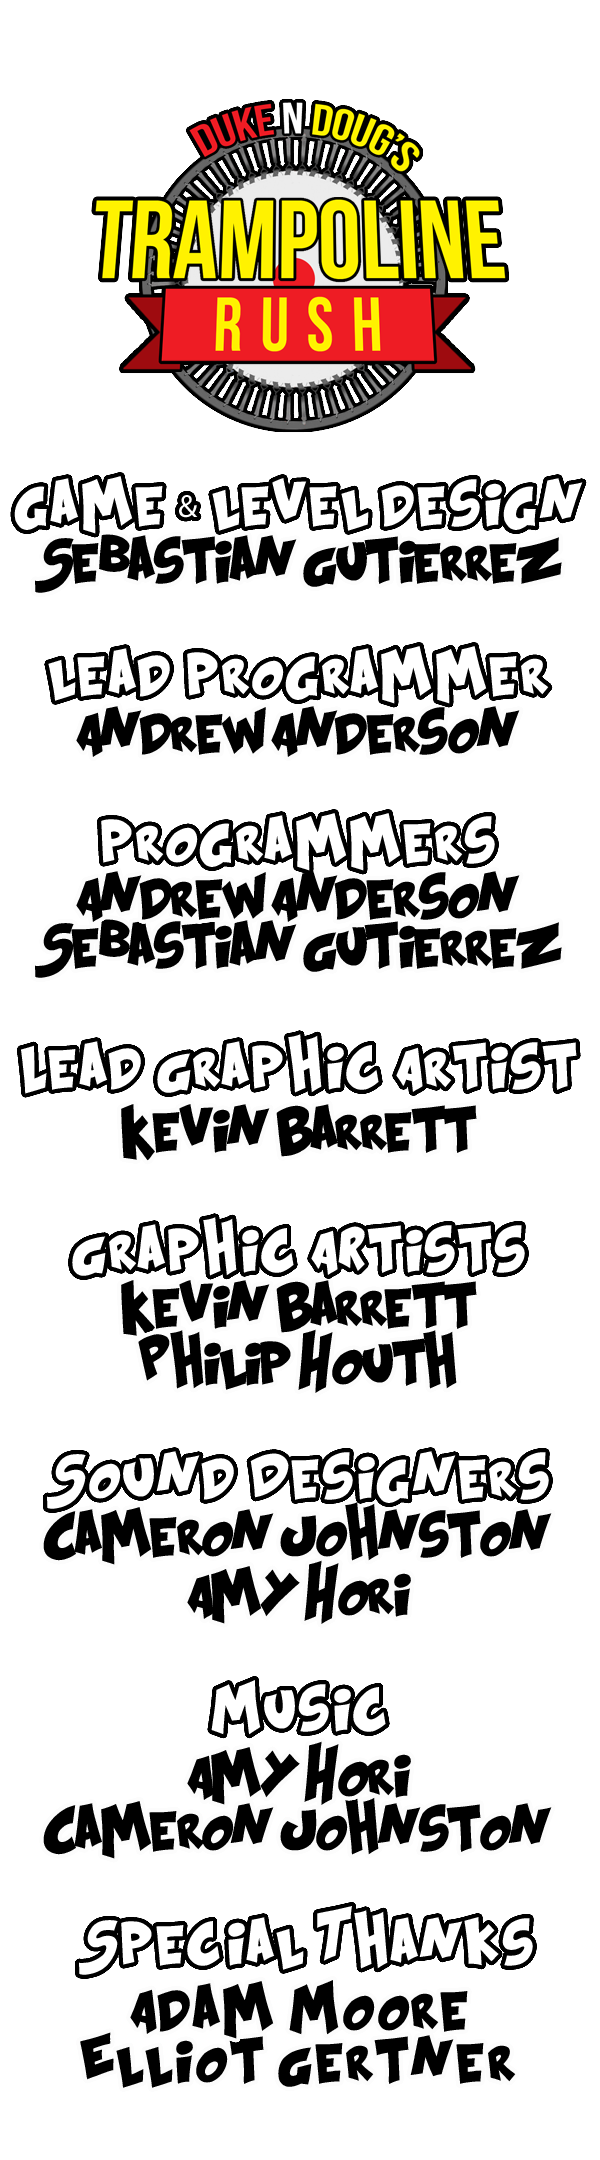 DUKE N DOUG'S
TRAMPOLINE
RUSH
GAME & LEVEL DESIGN
SEBASTIAN GUTIERREZ
LEAD PROGRAMMER
ANDREW ANDERSON
PROGRAMMERS
ANDREW ANDERSON
SEBASTIAN GUTIERREZ
LEAD GRAPHIC ARTIST
KEVIN BARRETT
GRAPHIC ARTISTS
KEVIN BARRETT
PHILIP HOUTH
SOUND DESIGNERS
CAMERON JOHNSTON
AMY HORI
MUSIC
AMY HORI
CAMERON JOHNSTON
SPECIAL THANKS
ADAM MOORE
ELLIOT GERTNER